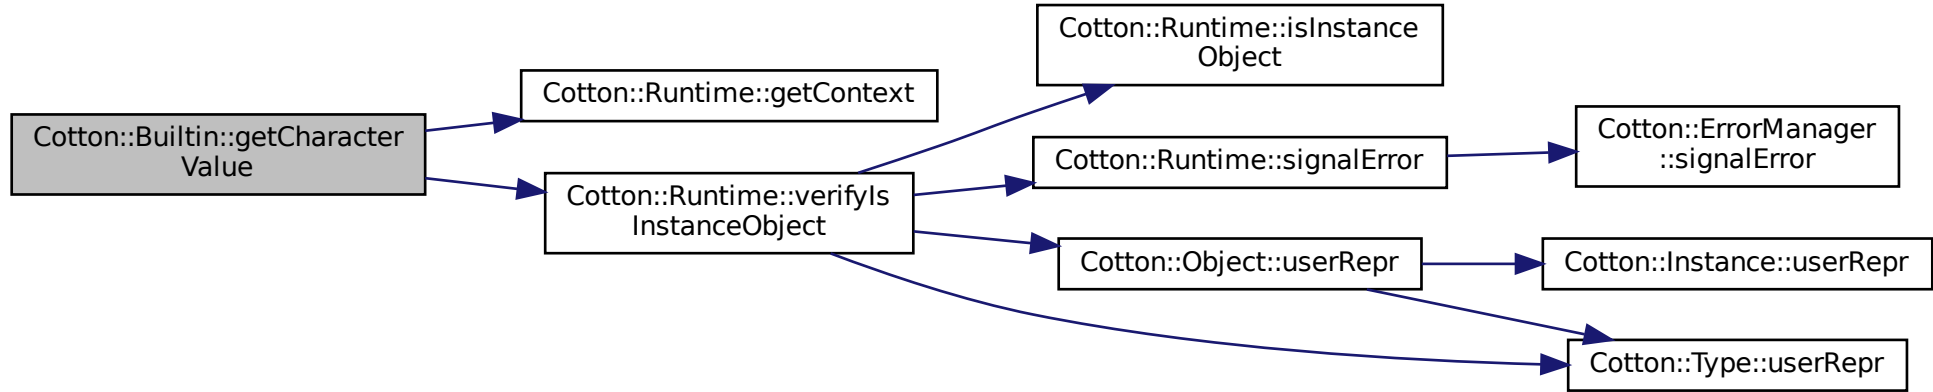 Cotton::Builtin::getCharacter
Value
Cotton::Runtime::getContext
Cotton::Runtime::verifyIs
InstanceObject
Cotton::Runtime::isInstance
Object
Cotton::Runtime::signalError
Cotton::ErrorManager
::signalError
Cotton::Object::userRepr
Cotton::Instance::userRepr
Cotton::Type::userRepr